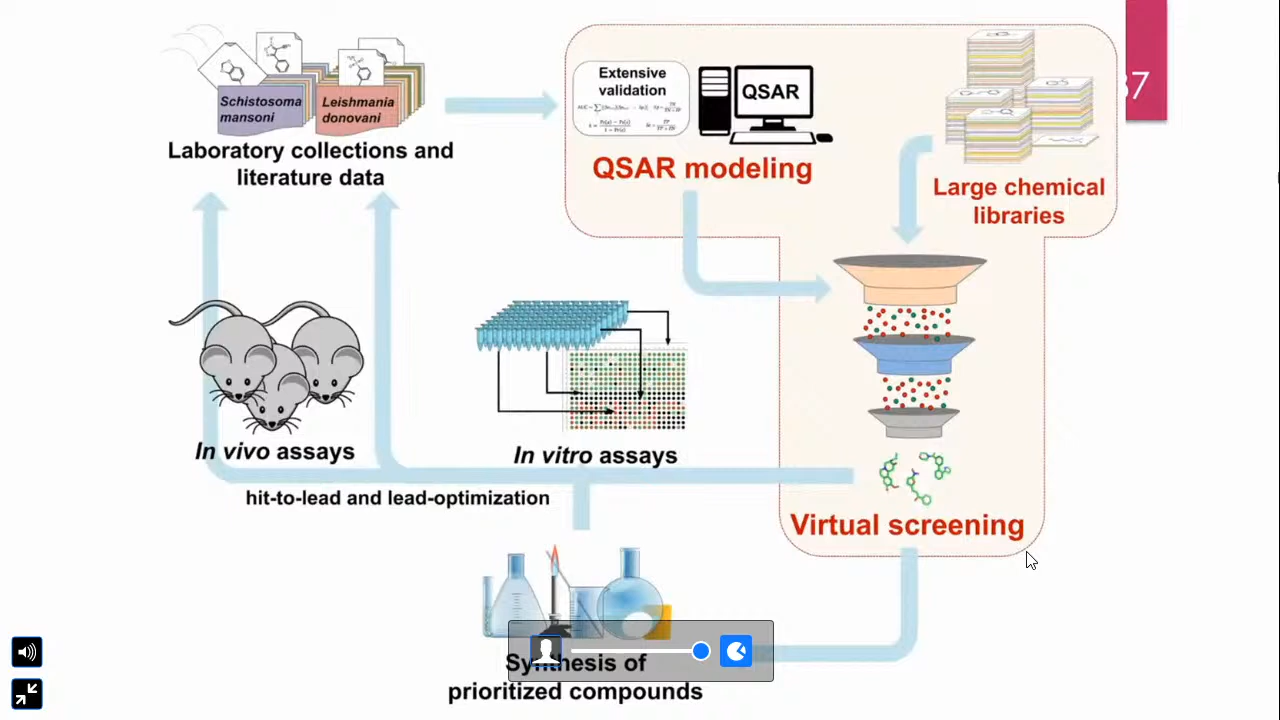 Schistosoma
mansoni
Leishmania
donovani
Laboratory collections and
literature data
Extensive
validation
QSAR
QSAR modeling
Large chemical
libraries
In vivo assays
In vitro assays
hit-to-lead and lead-optimization
Virtual screening
Synthesis of
prioritized compounds